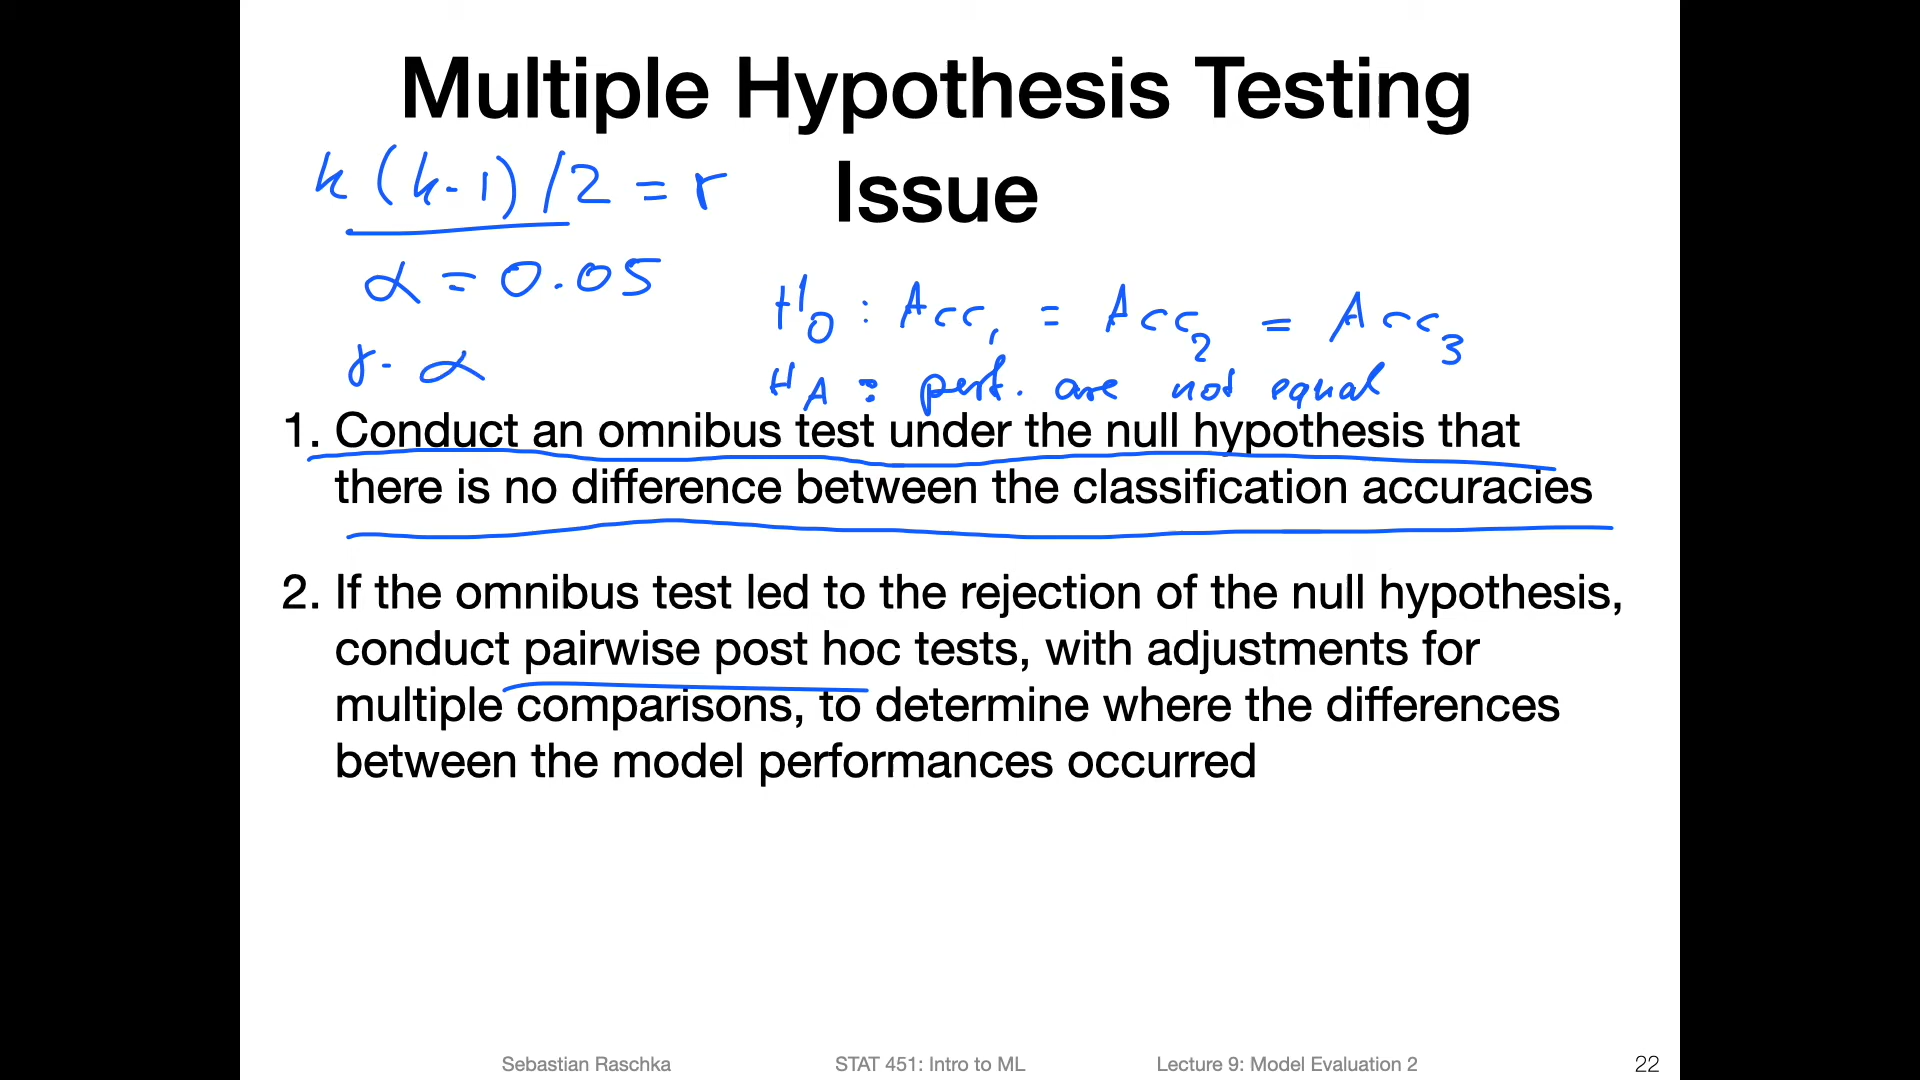 Multiple Hypothesis Testing
Issue
k (k-1) / 2 = r
α = 0.05
r · α
H0 : Acc1 = Acc2 = Acc3
HA : perf. are not equal
1. Conduct an omnibus test under the null hypothesis that
there is no difference between the classification accuracies
2. If the omnibus test led to the rejection of the null hypothesis,
conduct pairwise post hoc tests, with adjustments for
multiple comparisons, to determine where the differences
between the model performances occurred
Sebastian Raschka STAT 451: Intro to ML Lecture 9: Model Evaluation 2 22